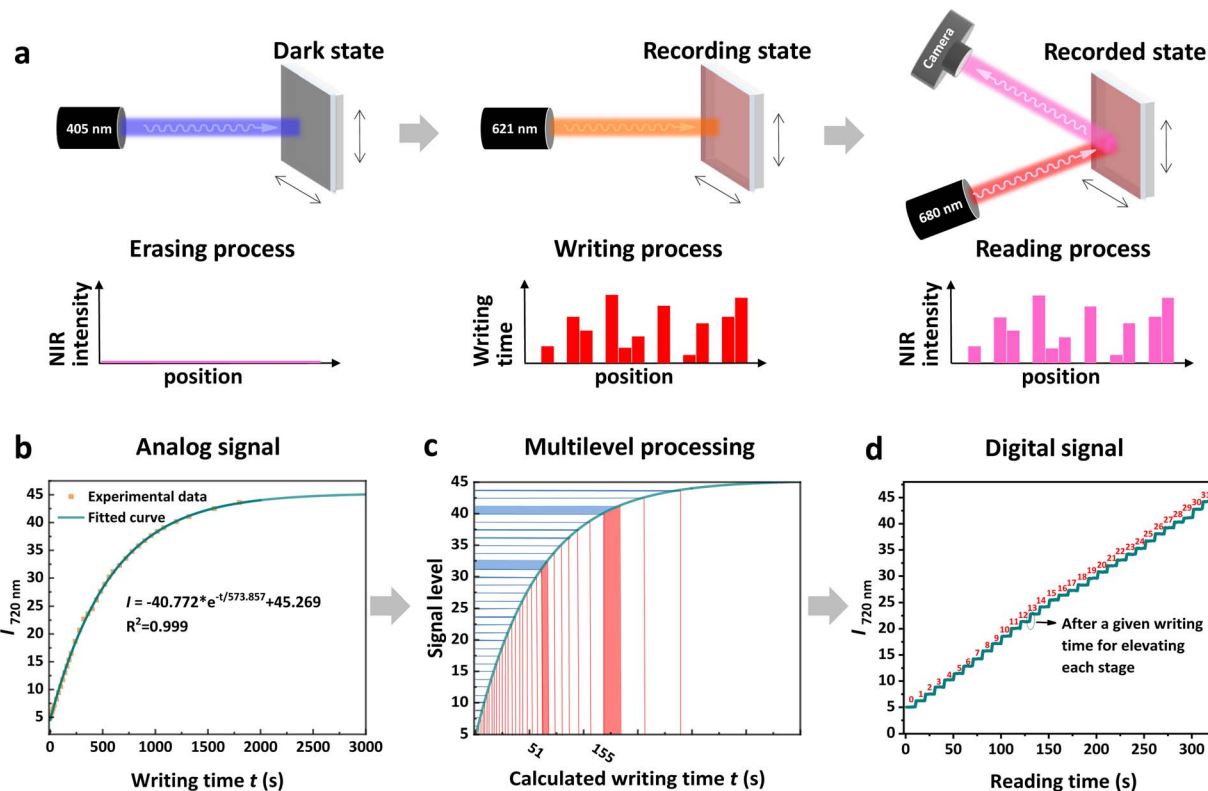 a
Dark state
Recording state
Recorded state
Camera
405 nm
621 nm
680 nm
Erasing process
Writing process
Reading process
NIR
intensity
position
Writing
time
position
NIR
intensity
position
b
Analog signal
I 720 nm
45
40
35
30
25
20
15
10
5
Experimental data
Fitted curve
I = -40.772*e-t/573.857+45.269
R2=0.999
0 500 1000 1500 2000 2500 3000
Writing time t (s)
c
Multilevel processing
Signal level
45
40
35
30
25
20
15
10
5
51 155
Calculated writing time t (s)
d
Digital signal
I 720 nm
45
40
35
30
25
20
15
10
5
0
0 1 2 3 4 5 6 7 8 9 10 11 12 13 14 15 16 17 18 19 20 21 22 23 24 25 26 27 28 29 30 31
After a given writing
time for elevating
each stage
0 50 100 150 200 250 300
Reading time (s)